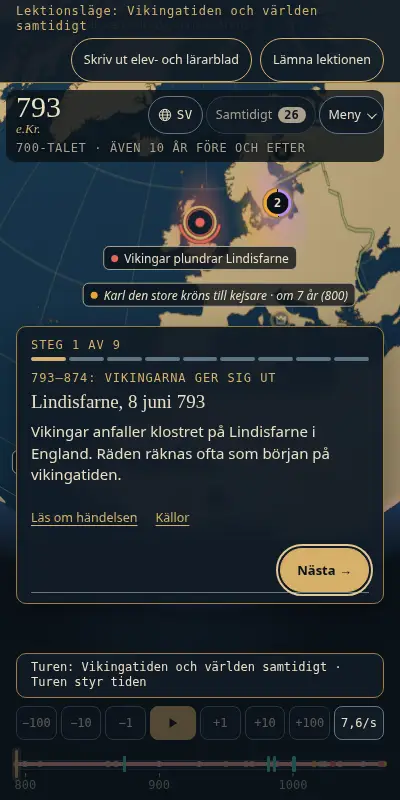 Lektionsläge: Vikingatiden och världen
samtidigt
Skriv ut elev- och lärarblad
Lämna lektionen
793
e.Kr.
SV
Samtidigt 26
Meny
700-TALET · ÄVEN 10 ÅR FÖRE OCH EFTER
2
Vikingar plundrar Lindisfarne
Karl den store kröns till kejsare · om 7 år (800)
STEG 1 AV 9
793–874: VIKINGARNA GER SIG UT
Lindisfarne, 8 juni 793
Vikingar anfaller klostret på Lindisfarne i
England. Räden räknas ofta som början på
vikingatiden.
Läs om händelsen
Källor
Nästa →
Turen: Vikingatiden och världen samtidigt ·
Turen styr tiden
−100
−10
−1
+1
+10
+100
7,6/s
800
900
1000